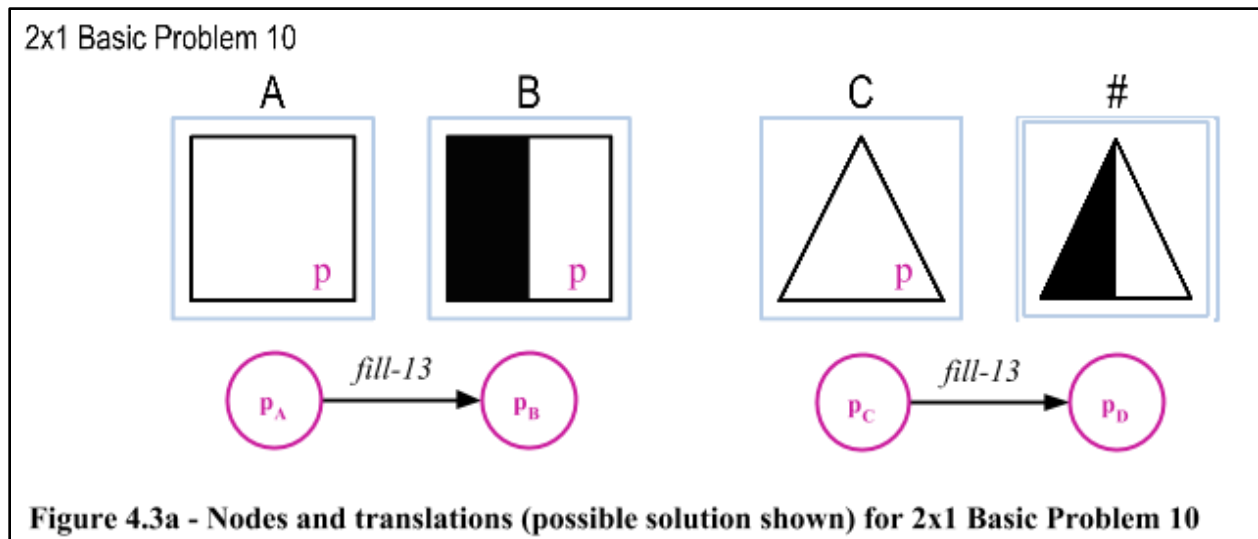 2x1 Basic Problem 10
A B C #
p p p
fill-13 fill-13
pA pB pC pD
Figure 4.3a - Nodes and translations (possible solution shown) for 2x1 Basic Problem 10